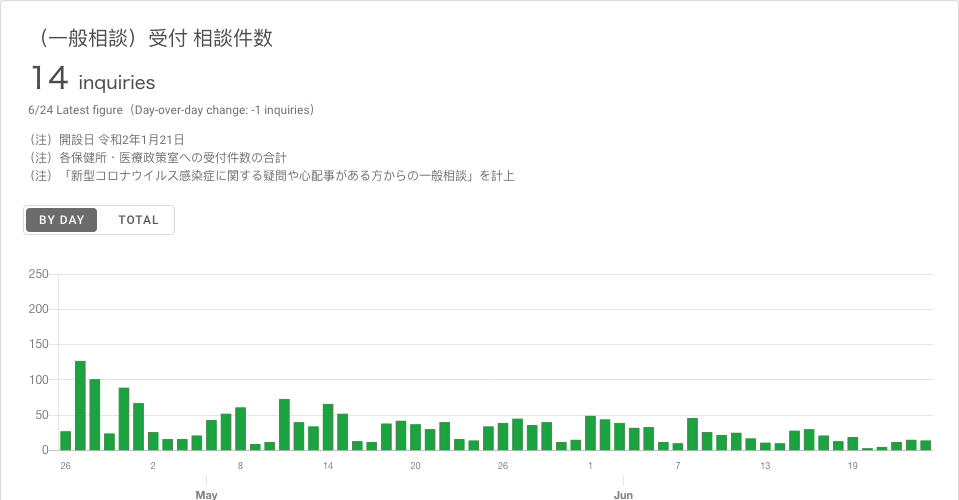 （一般相談）受付 相談件数
14 inquiries
6/24 Latest figure（Day-over-day change: -1 inquiries）
（注）開設日 令和2年1月21日
（注）各保健所・医療政策室への受付件数の合計
（注）「新型コロナウイルス感染症に関する疑問や心配事がある方からの一般相談」を計上
BY DAY TOTAL
250
200
150
100
50
0
26 2 8 14 20 26 1 7 13 19
May Jun